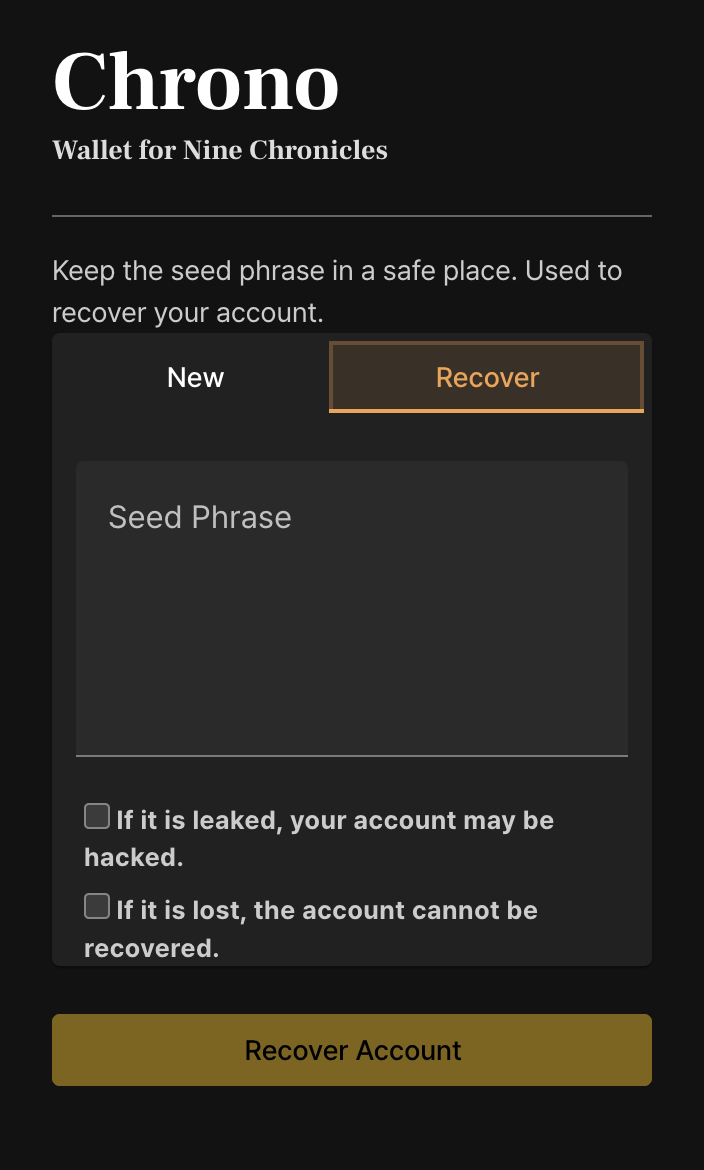 Chrono
Wallet for Nine Chronicles
Keep the seed phrase in a safe place. Used to
recover your account.
New
Recover
Seed Phrase
If it is leaked, your account may be
hacked.
If it is lost, the account cannot be
recovered.
Recover Account